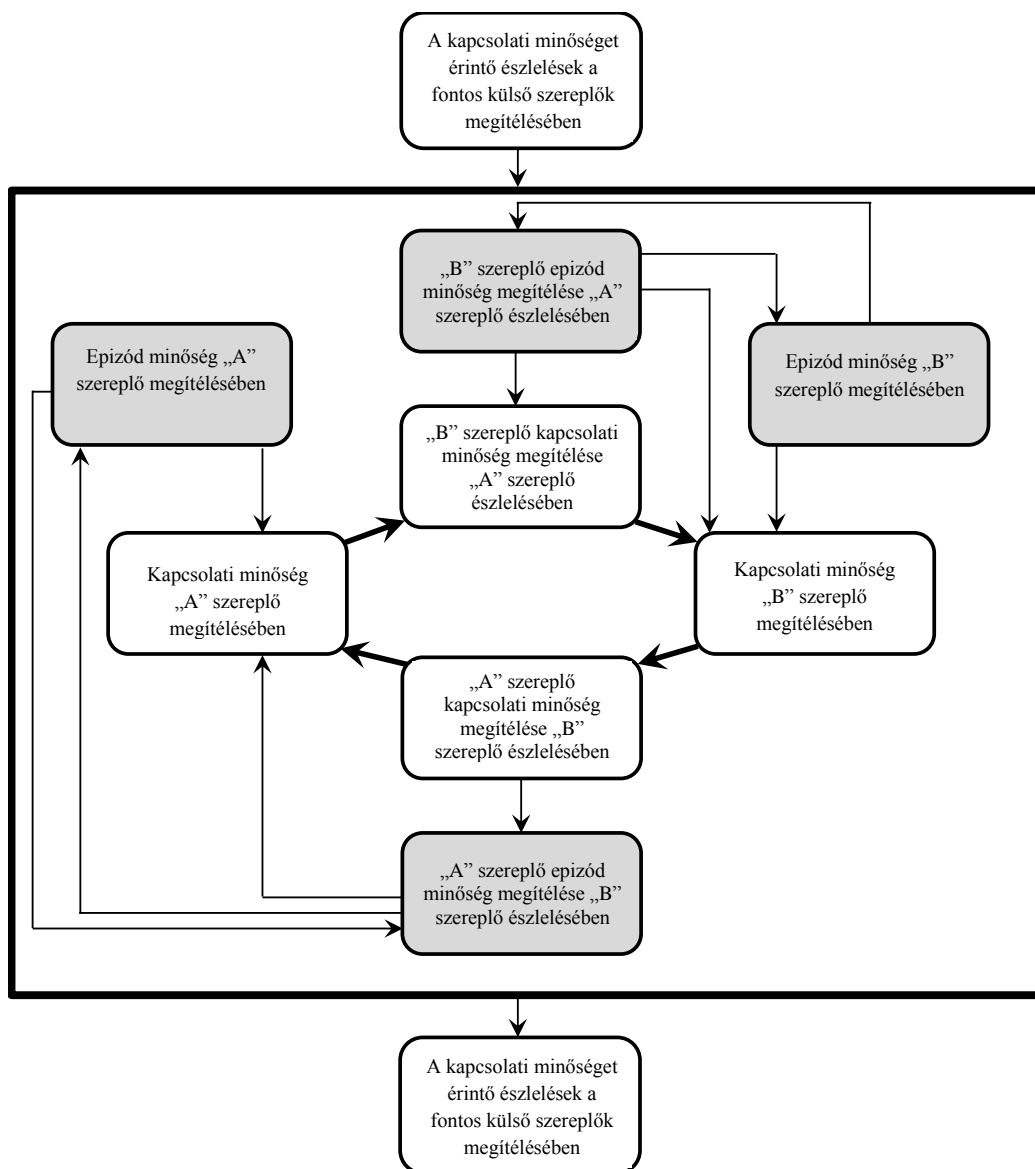 A kapcsolati minőséget
érintő észlelések a
fontos külső szereplők
megítélésében
„B” szereplő epizód
minőség megítélése „A”
szereplő észlelésében
Epizód minőség „A”
szereplő megítélésében
Epizód minőség „B”
szereplő megítélésében
„B” szereplő kapcsolati
minőség megítélése
„A” szereplő
észlelésében
Kapcsolati minőség
„A” szereplő
megítélésében
Kapcsolati minőség
„B” szereplő
megítélésében
„A” szereplő
kapcsolati minőség
megítélése „B”
szereplő észlelésében
„A” szereplő epizód
minőség megítélése „B”
szereplő észlelésében
A kapcsolati minőséget
érintő észlelések a
fontos külső szereplők
megítélésében